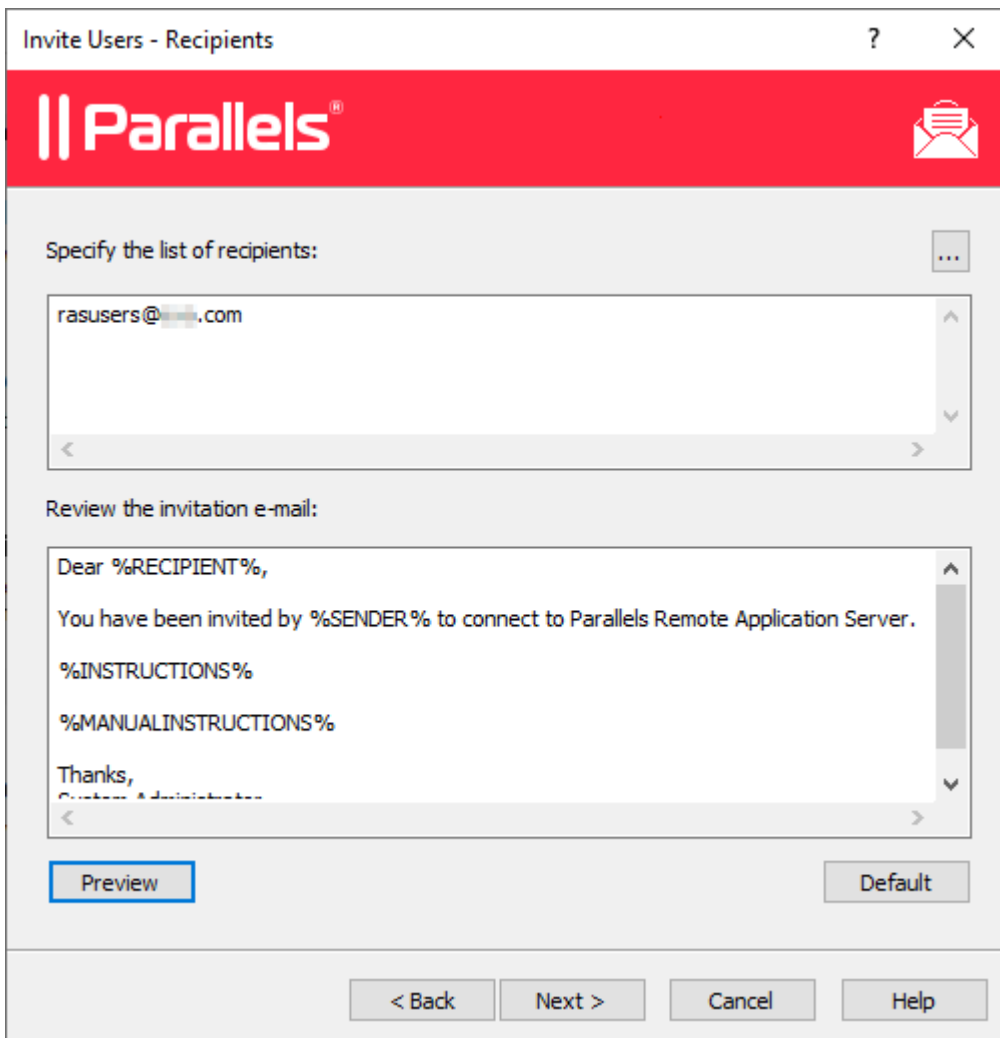 Invite Users - Recipients
?
Parallels®
Specify the list of recipients:
...
rasusers@ .com
Review the invitation e-mail:
Dear %RECIPIENT%,
You have been invited by %SENDER% to connect to Parallels Remote Application Server.
%INSTRUCTIONS%
%MANUALINSTRUCTIONS%
Thanks,
System Administrator
Preview
Default
< Back
Next >
Cancel
Help